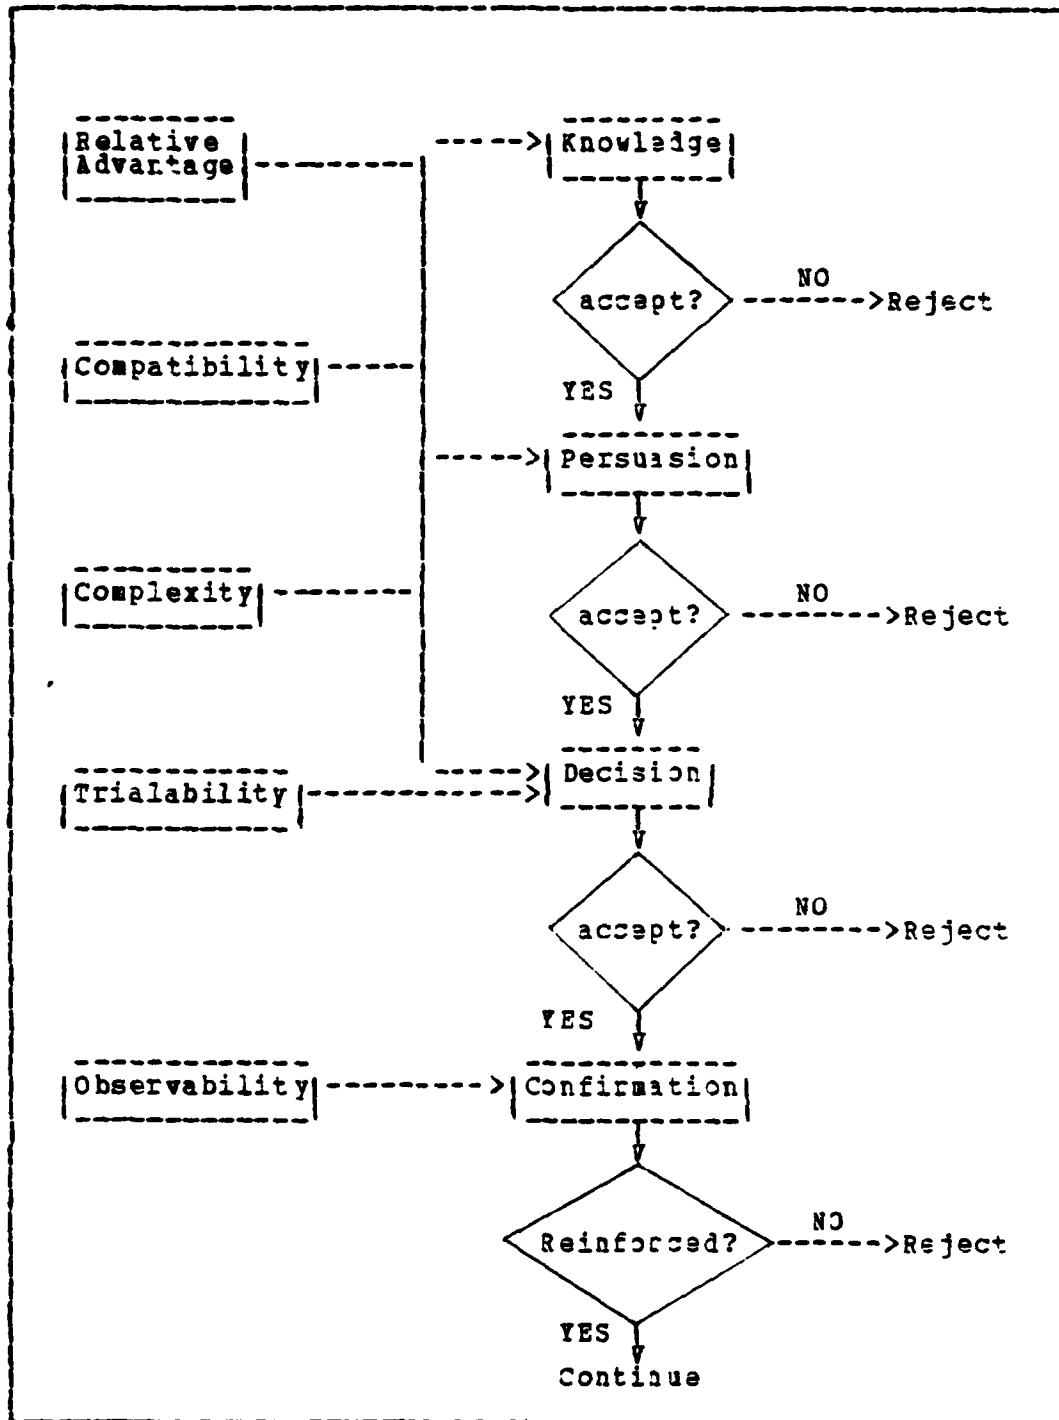 Relative
Advantage
Knowledge
accept?
NO
Reject
Compatibility
YES
Persuasion
Complexity
accept?
NO
Reject
YES
Decision
Trialability
accept?
NO
Reject
YES
Observability
Confirmation
Reinforced?
NO
Reject
YES
Continue